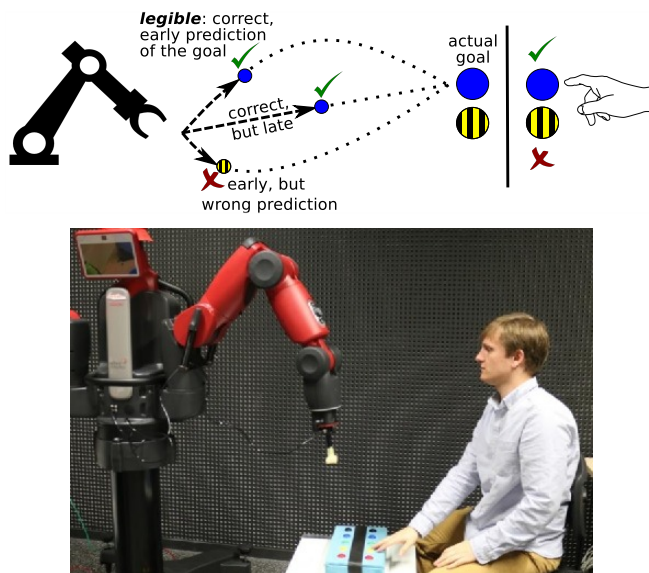 legible: correct,
early prediction
of the goal
correct,
but late
early, but
wrong prediction
actual
goal